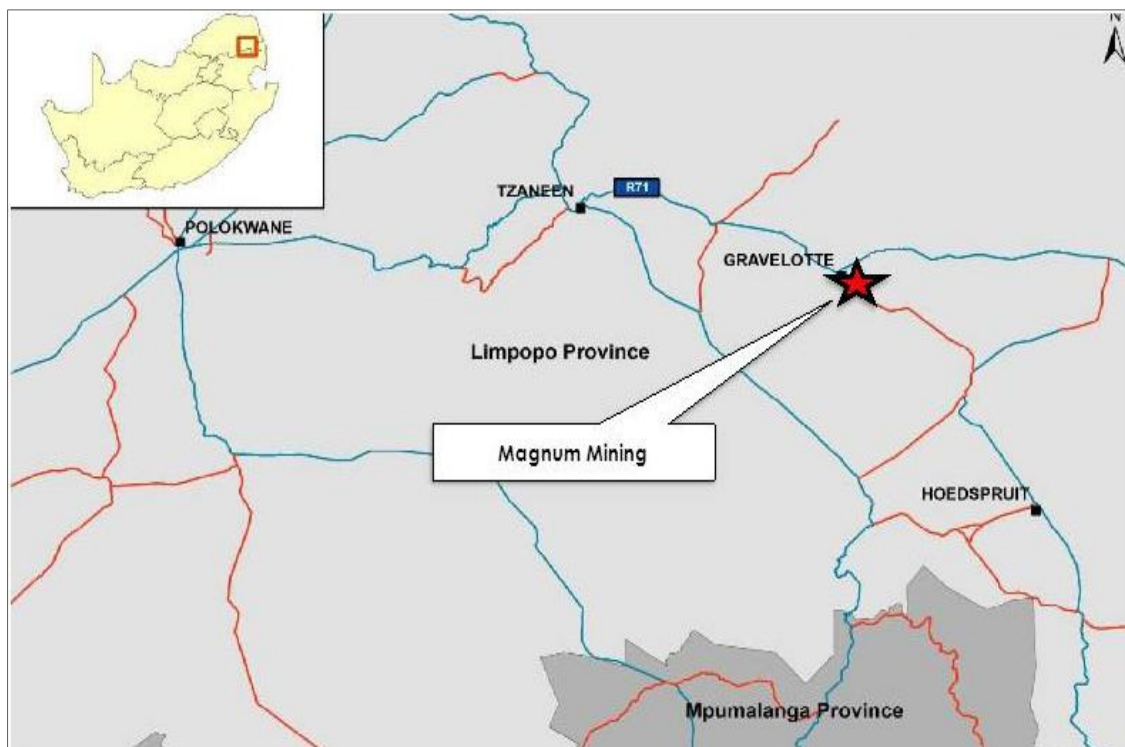 N
TZANEEN
R71
POLOKWANE
GRAVELOTTE
Limpopo Province
Magnum Mining
HOEDSPRUIT
Mpumalanga Province